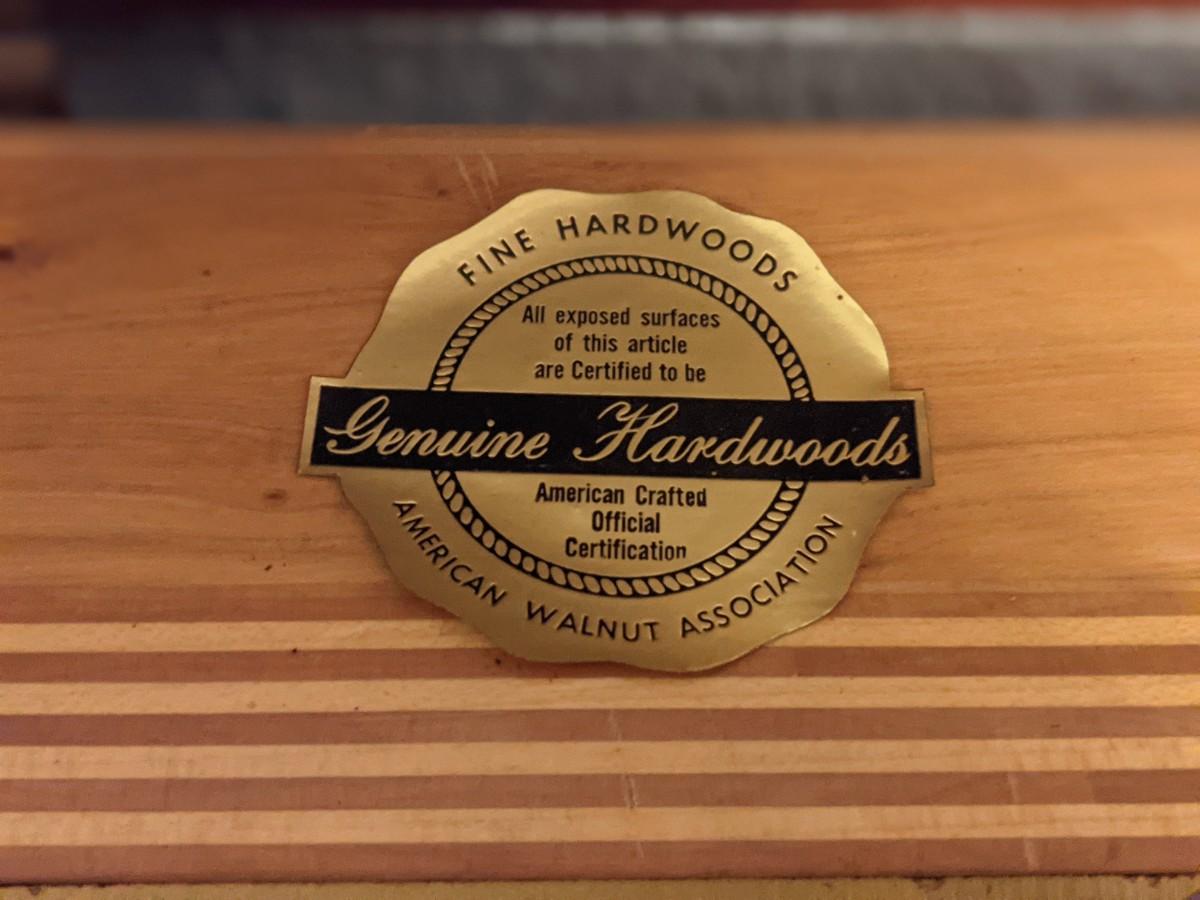 FINE HARDWOODS
All exposed surfaces
of this article
are Certified to be
Genuine Hardwoods
American Crafted
Official
Certification
AMERICAN WALNUT ASSOCIATION